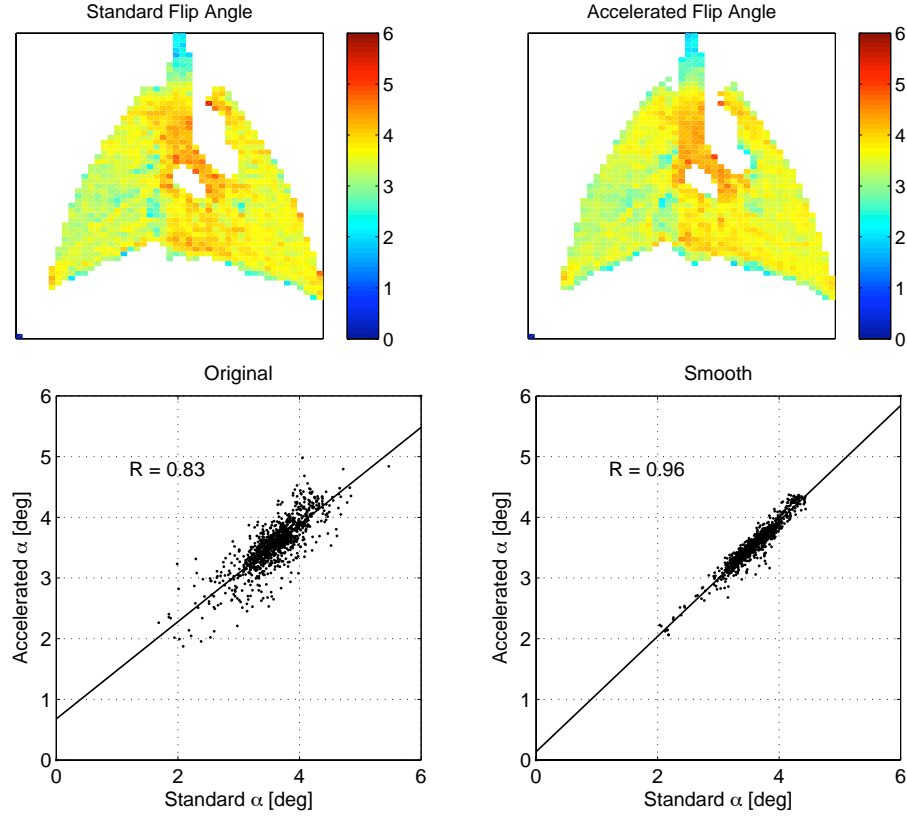 Standard Flip Angle
6
5
4
3
2
1
0
Accelerated Flip Angle
6
5
4
3
2
1
0
Original
R = 0.83
6
5
4
3
2
1
0
0 2 4 6
Accelerated α [deg]
Standard α [deg]
Smooth
R = 0.96
6
5
4
3
2
1
0
0 2 4 6
Accelerated α [deg]
Standard α [deg]